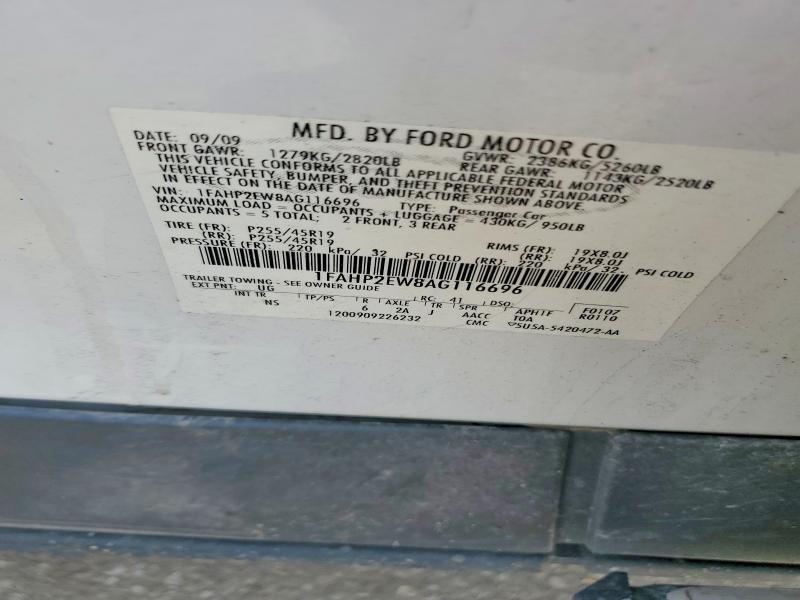 MFD. BY FORD MOTOR CO.
DATE: 09/09 GVWR: 2386KG/5260LB
FRONT GAWR: 1279KG/2820LB REAR GAWR: 1143KG/2520LB
THIS VEHICLE CONFORMS TO ALL APPLICABLE FEDERAL MOTOR
VEHICLE SAFETY, BUMPER, AND THEFT PREVENTION STANDARDS
IN EFFECT ON THE DATE OF MANUFACTURE SHOWN ABOVE
VIN: 1FAHP2EW8AG116696 TYPE: Passenger Car
MAXIMUM LOAD = OCCUPANTS + LUGGAGE = 430KG/950LB
OCCUPANTS = 5 TOTAL; 2 FRONT, 3 REAR
TIRE (FR): P255/45R19 RIMS (FR): 19X8.0J
(RR): P255/45R19 (RR): 19X8.0J
PRESSURE (FR): 220 kPa/ 32 PSI COLD (RR): 220 kPa/ 32 PSI COLD
1FAHP2EW8AG116696
TRAILER TOWING - SEE OWNER GUIDE
EXT PNT: UG RC: 41 DSO: F0107
INT TR TP/PS R AXLE TR SPR APH1F R0110
NS 6 2A J AACC T0A
1200909226232 CMC 5U5A-5420472-AA